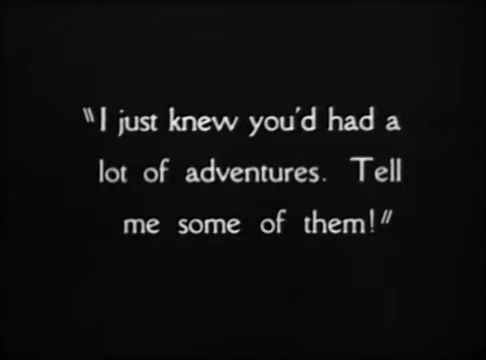 "I just knew you'd had a
lot of adventures. Tell
me some of them!"